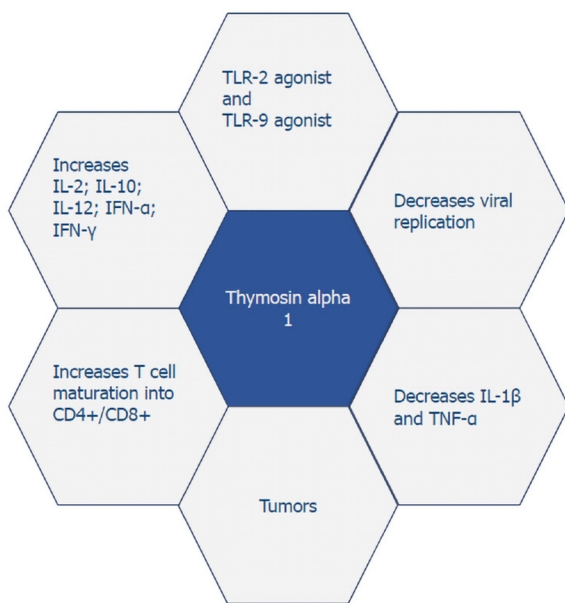 TLR-2 agonist
and
TLR-9 agonist
Increases
IL-2; IL-10;
IL-12; IFN-α;
IFN-γ
Decreases viral
replication
Thymosin alpha
1
Increases T cell
maturation into
CD4+/CD8+
Decreases IL-1β
and TNF-α
Tumors